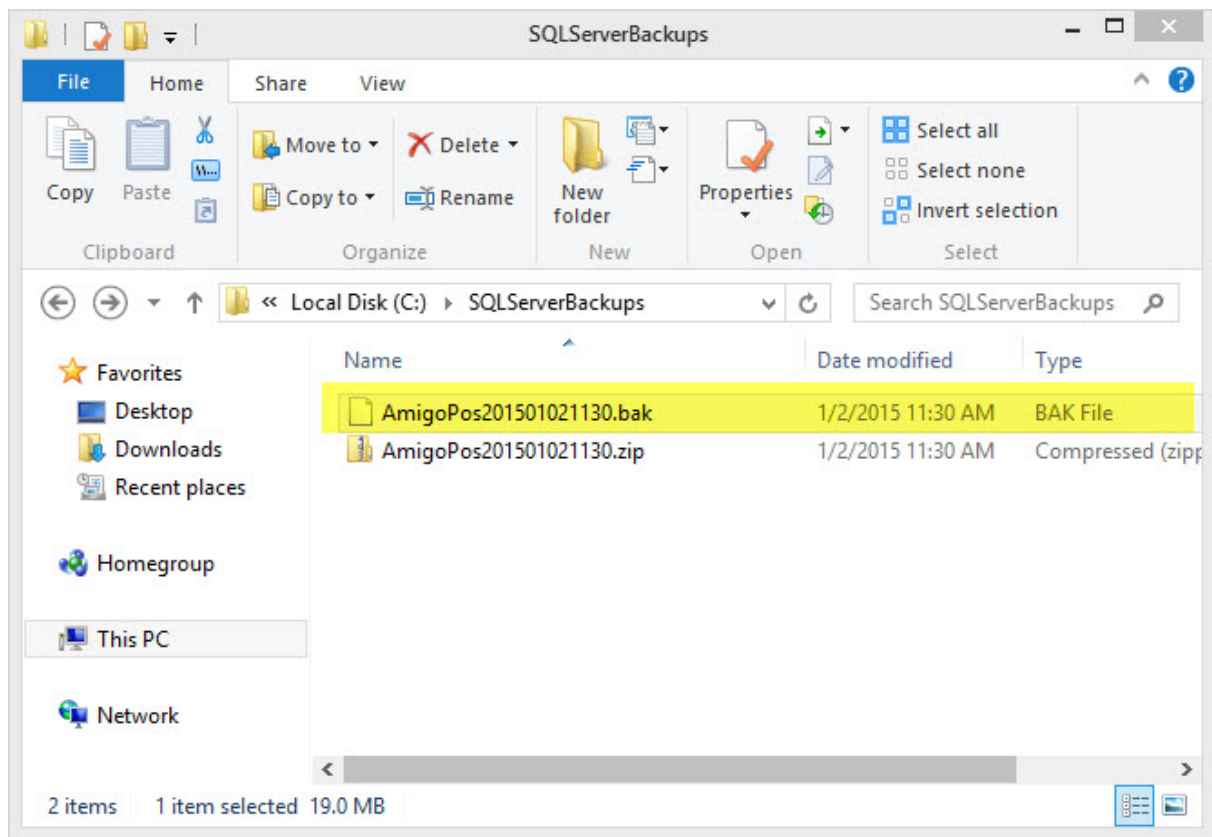 SQLServerBackups
File Home Share View
Copy
Paste
Move to
Copy to
Delete
Rename
New folder
Properties
Select all
Select none
Invert selection
Clipboard Organize New Open Select
« Local Disk (C:) SQLServerBackups
Search SQLServerBackups
Favorites
Desktop
Downloads
Recent places
Homegroup
This PC
Network
Name Date modified Type
AmigoPos201501021130.bak 1/2/2015 11:30 AM BAK File
AmigoPos201501021130.zip 1/2/2015 11:30 AM Compressed (zipp
2 items 1 item selected 19.0 MB